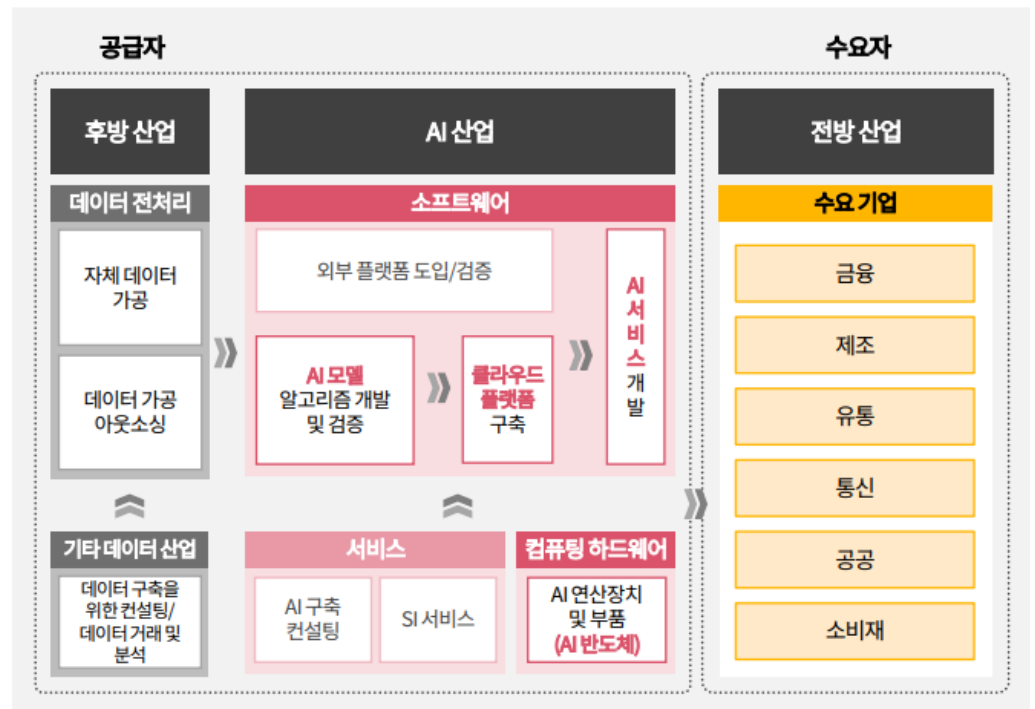 공급자
수요자
후방 산업
AI 산업
전방 산업
데이터 전처리
자체 데이터
가공
데이터 가공
아웃소싱
기타 데이터 산업
데이터 구축을
위한 컨설팅/
데이터 거래 및
분석
소프트웨어
외부 플랫폼 도입/검증
AI 모델
알고리즘 개발
및 검증
클라우드
플랫폼
구축
AI
서
비
스
개
발
서비스
AI 구축
컨설팅
SI 서비스
컴퓨팅 하드웨어
AI 연산장치
및 부품
(AI 반도체)
수요 기업
금융
제조
유통
통신
공공
소비재